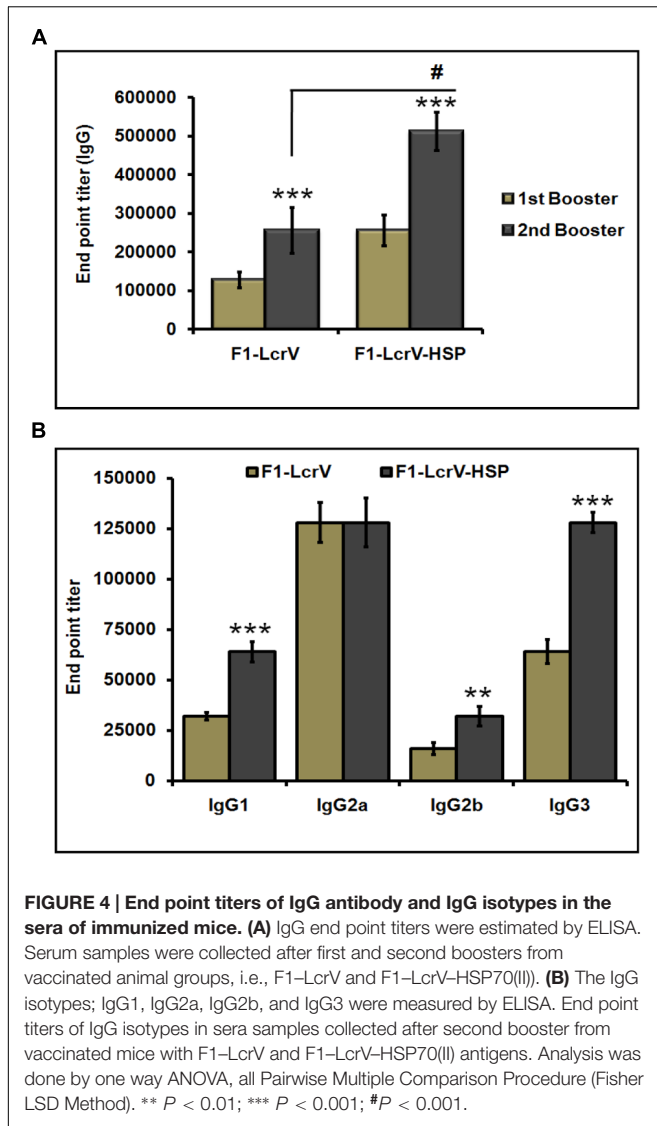 A
#
***
***
600000
500000
400000
300000
200000
100000
0
End point titer (IgG)
1st Booster
2nd Booster
F1-LcrV
F1-LcrV-HSP
B
F1-LcrV
F1-LcrV-HSP
150000
125000
100000
75000
50000
25000
0
End point titer
***
**
***
IgG1
IgG2a
IgG2b
IgG3
FIGURE 4 | End point titers of IgG antibody and IgG isotypes in the
sera of immunized mice. (A) IgG end point titers were estimated by ELISA.
Serum samples were collected after first and second boosters from
vaccinated animal groups, i.e., F1–LcrV and F1–LcrV–HSP70(II)). (B) The IgG
isotypes; IgG1, IgG2a, IgG2b, and IgG3 were measured by ELISA. End point
titers of IgG isotypes in sera samples collected after second booster from
vaccinated mice with F1–LcrV and F1–LcrV–HSP70(II) antigens. Analysis was
done by one way ANOVA, all Pairwise Multiple Comparison Procedure (Fisher
LSD Method). ** P < 0.01; *** P < 0.001; #P < 0.001.